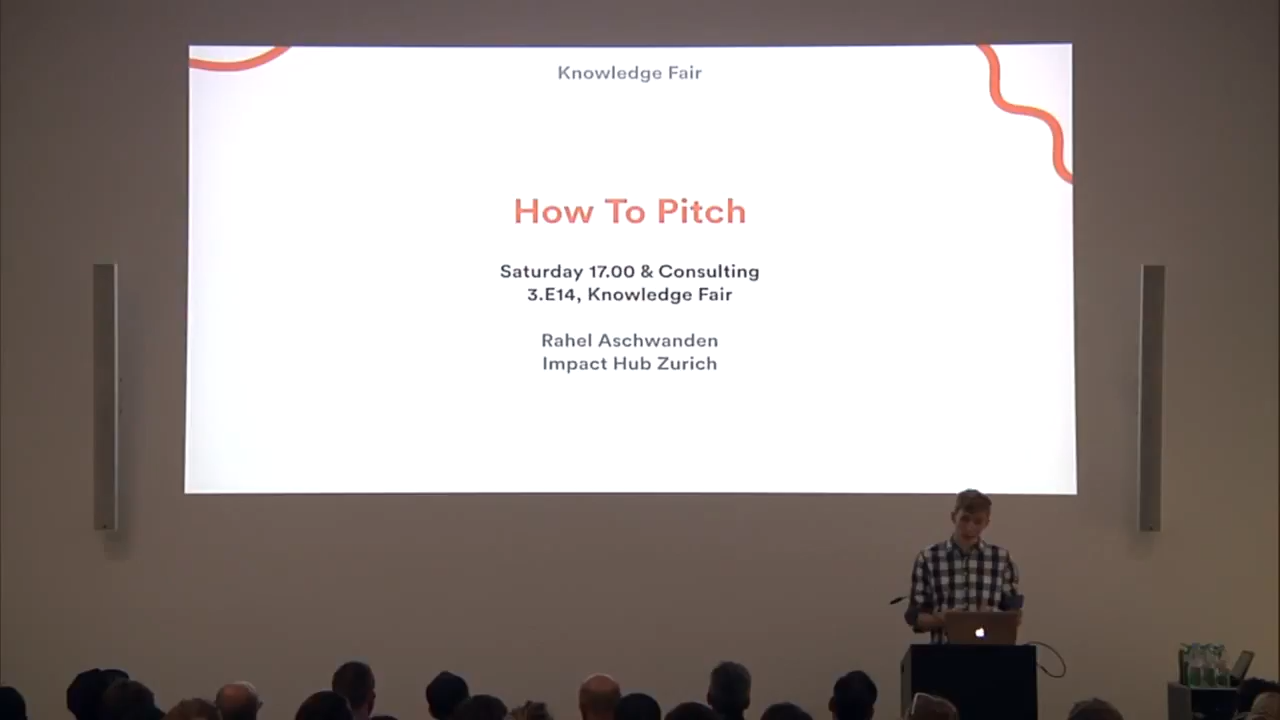 Knowledge Fair
How To Pitch
Saturday 17.00 & Consulting
3.E14, Knowledge Fair
Rahel Aschwanden
Impact Hub Zurich